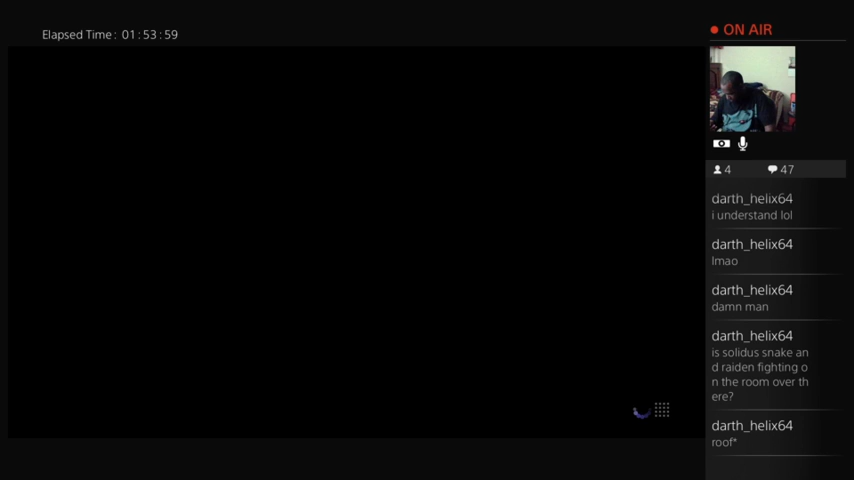 Elapsed Time: 01:53:59
ON AIR
4 47
darth_helix64
i understand lol
darth_helix64
lmao
darth_helix64
damn man
darth_helix64
is solidus snake an
d raiden fighting o
n the room over th
ere?
darth_helix64
roof*